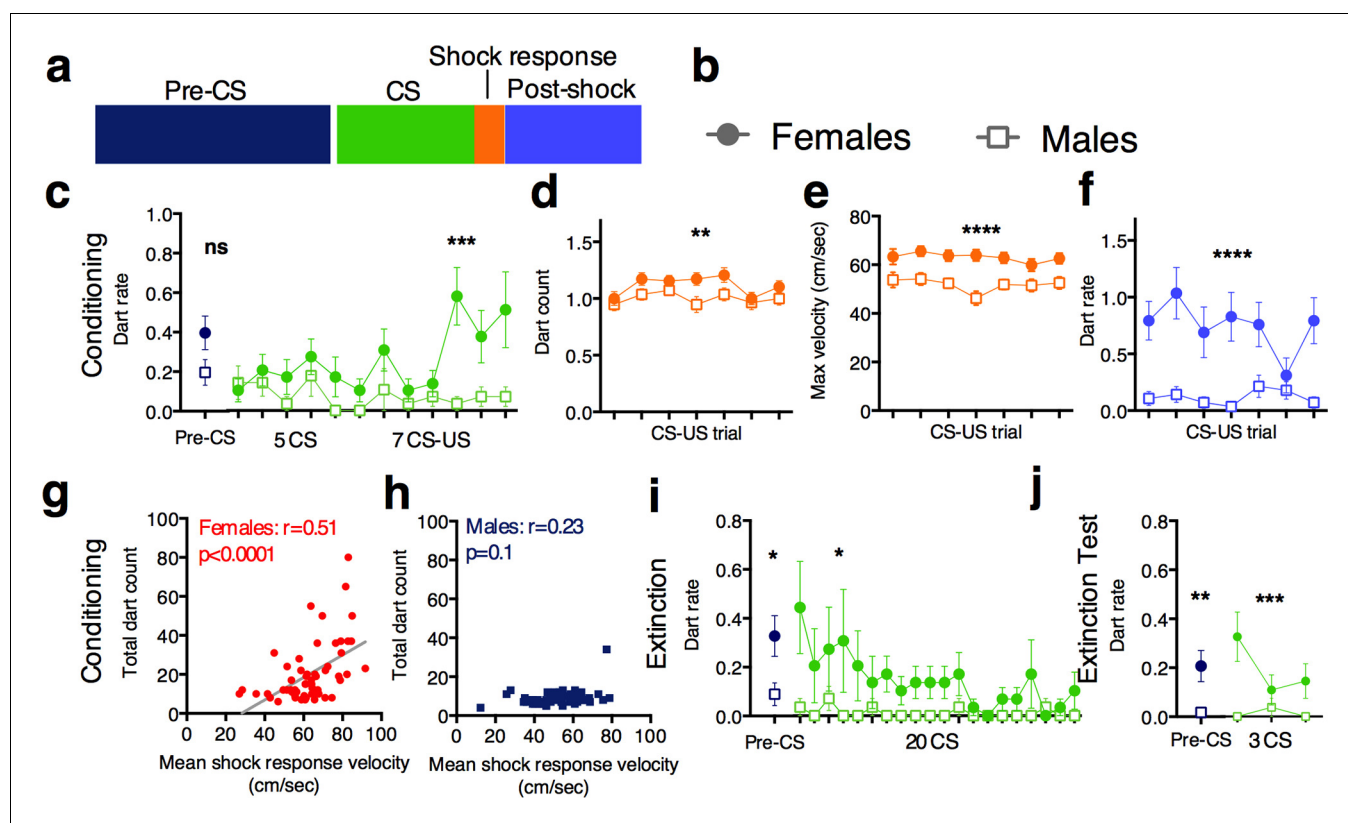 a
Shock response
Pre-CS
CS
Post-shock
b
Females
Males
c
Conditioning
Dart rate
1.0
0.8
0.6
0.4
0.2
0.0
ns
***
Pre-CS
5 CS
7 CS-US
d
Dart count
1.5
1.0
0.5
0.0
**
CS-US trial
e
Max velocity (cm/sec)
80
60
40
20
0
****
CS-US trial
f
Dart rate
1.5
1.0
0.5
0.0
****
CS-US trial
g
Conditioning
Total dart count
100
80
60
40
20
0
Females: r=0.51
p<0.0001
0 20 40 60 80 100
Mean shock response velocity
(cm/sec)
h
Total dart count
100
80
60
40
20
0
Males: r=0.23
p=0.1
0 20 40 60 80 100
Mean shock response velocity
(cm/sec)
i
Extinction
Dart rate
0.8
0.6
0.4
0.2
0.0
*
*
Pre-CS
20 CS
j
Extinction Test
Dart rate
0.8
0.6
0.4
0.2
0.0
**
***
Pre-CS
3 CS